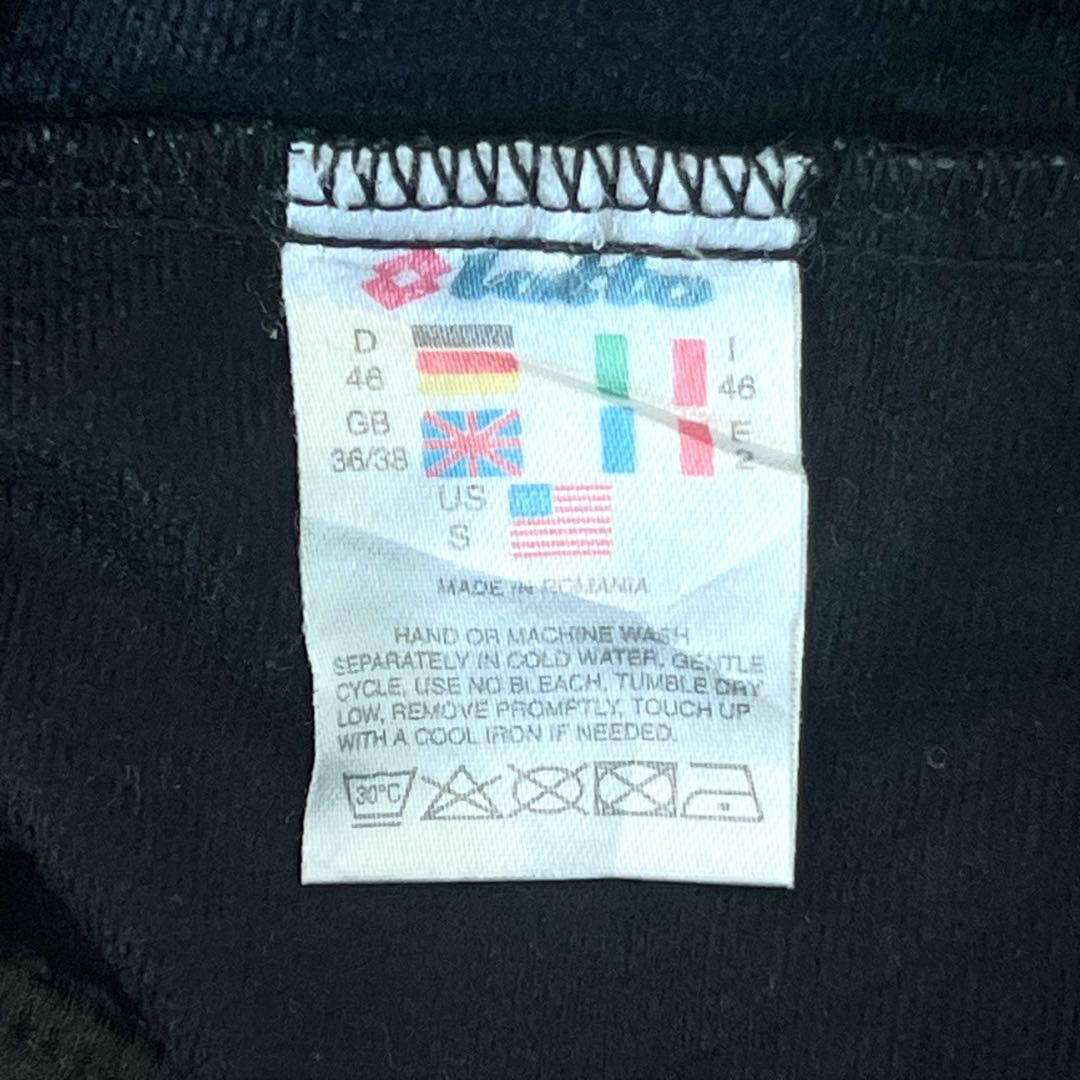 Lotto
D
46
I
46
GB
36/38
F
2
US
S
MADE IN ROMANIA
HAND OR MACHINE WASH
SEPARATELY IN COLD WATER, GENTLE
CYCLE, USE NO BLEACH, TUMBLE DRY
LOW, REMOVE PROMPTLY, TOUCH UP
WITH A COOL IRON IF NEEDED.
30°C